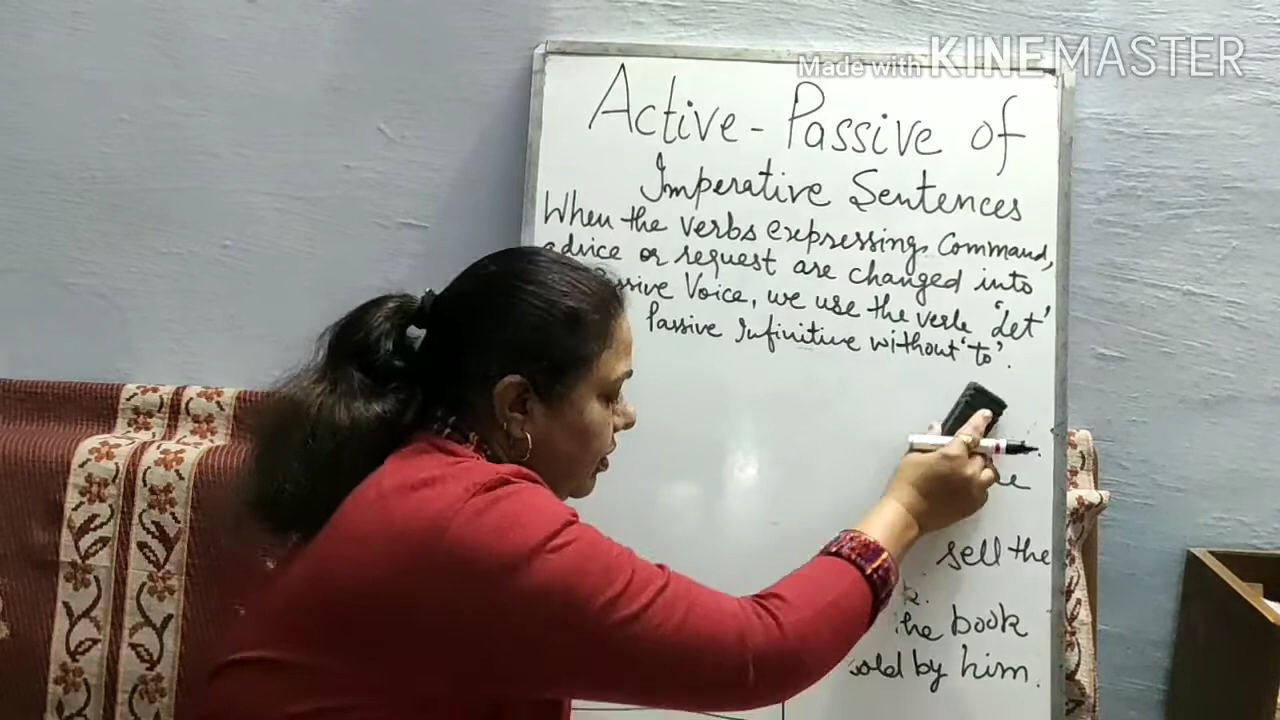 Made with KINEMASTER
Active - Passive of
Imperative Sentences
When the verbs expressing Command,
advice or request are changed into
Voice, we use the verb 'Let'
Passive Infinitive without 'to'.
sell the
the book
sold by him.